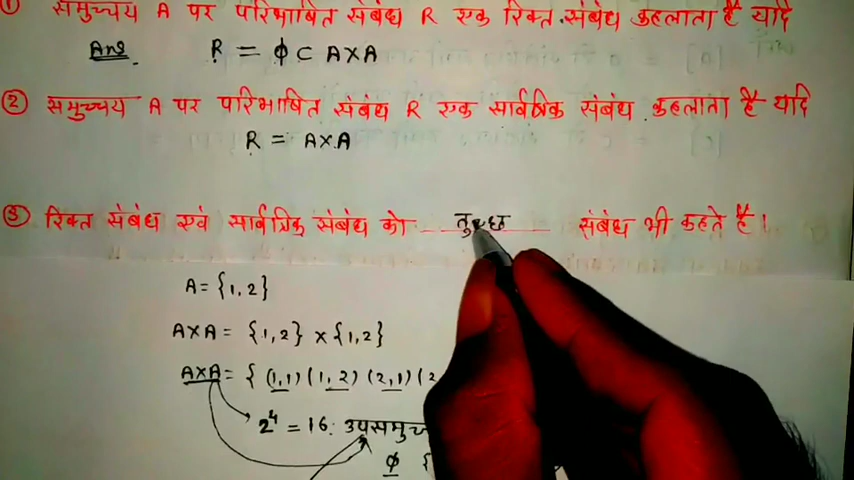 ① समुच्चय A पर परिभाषित संबंध R एक रिक्त संबंध कहलाता है यदि
Ans. R = ϕ ⊂ A×A
② समुच्चय A पर परिभाषित संबंध R एक सार्वत्रिक संबंध कहलाता है यदि
R = A×A
③ रिक्त संबंध एवं सार्वत्रिक संबंध को तुच्छ संबंध भी कहते है।
A = {1,2}
A×A = {1,2} × {1,2}
A×A = { (1,1) (1,2) (2,1) (2
2⁴ = 16: उपसमुच्
ϕ {